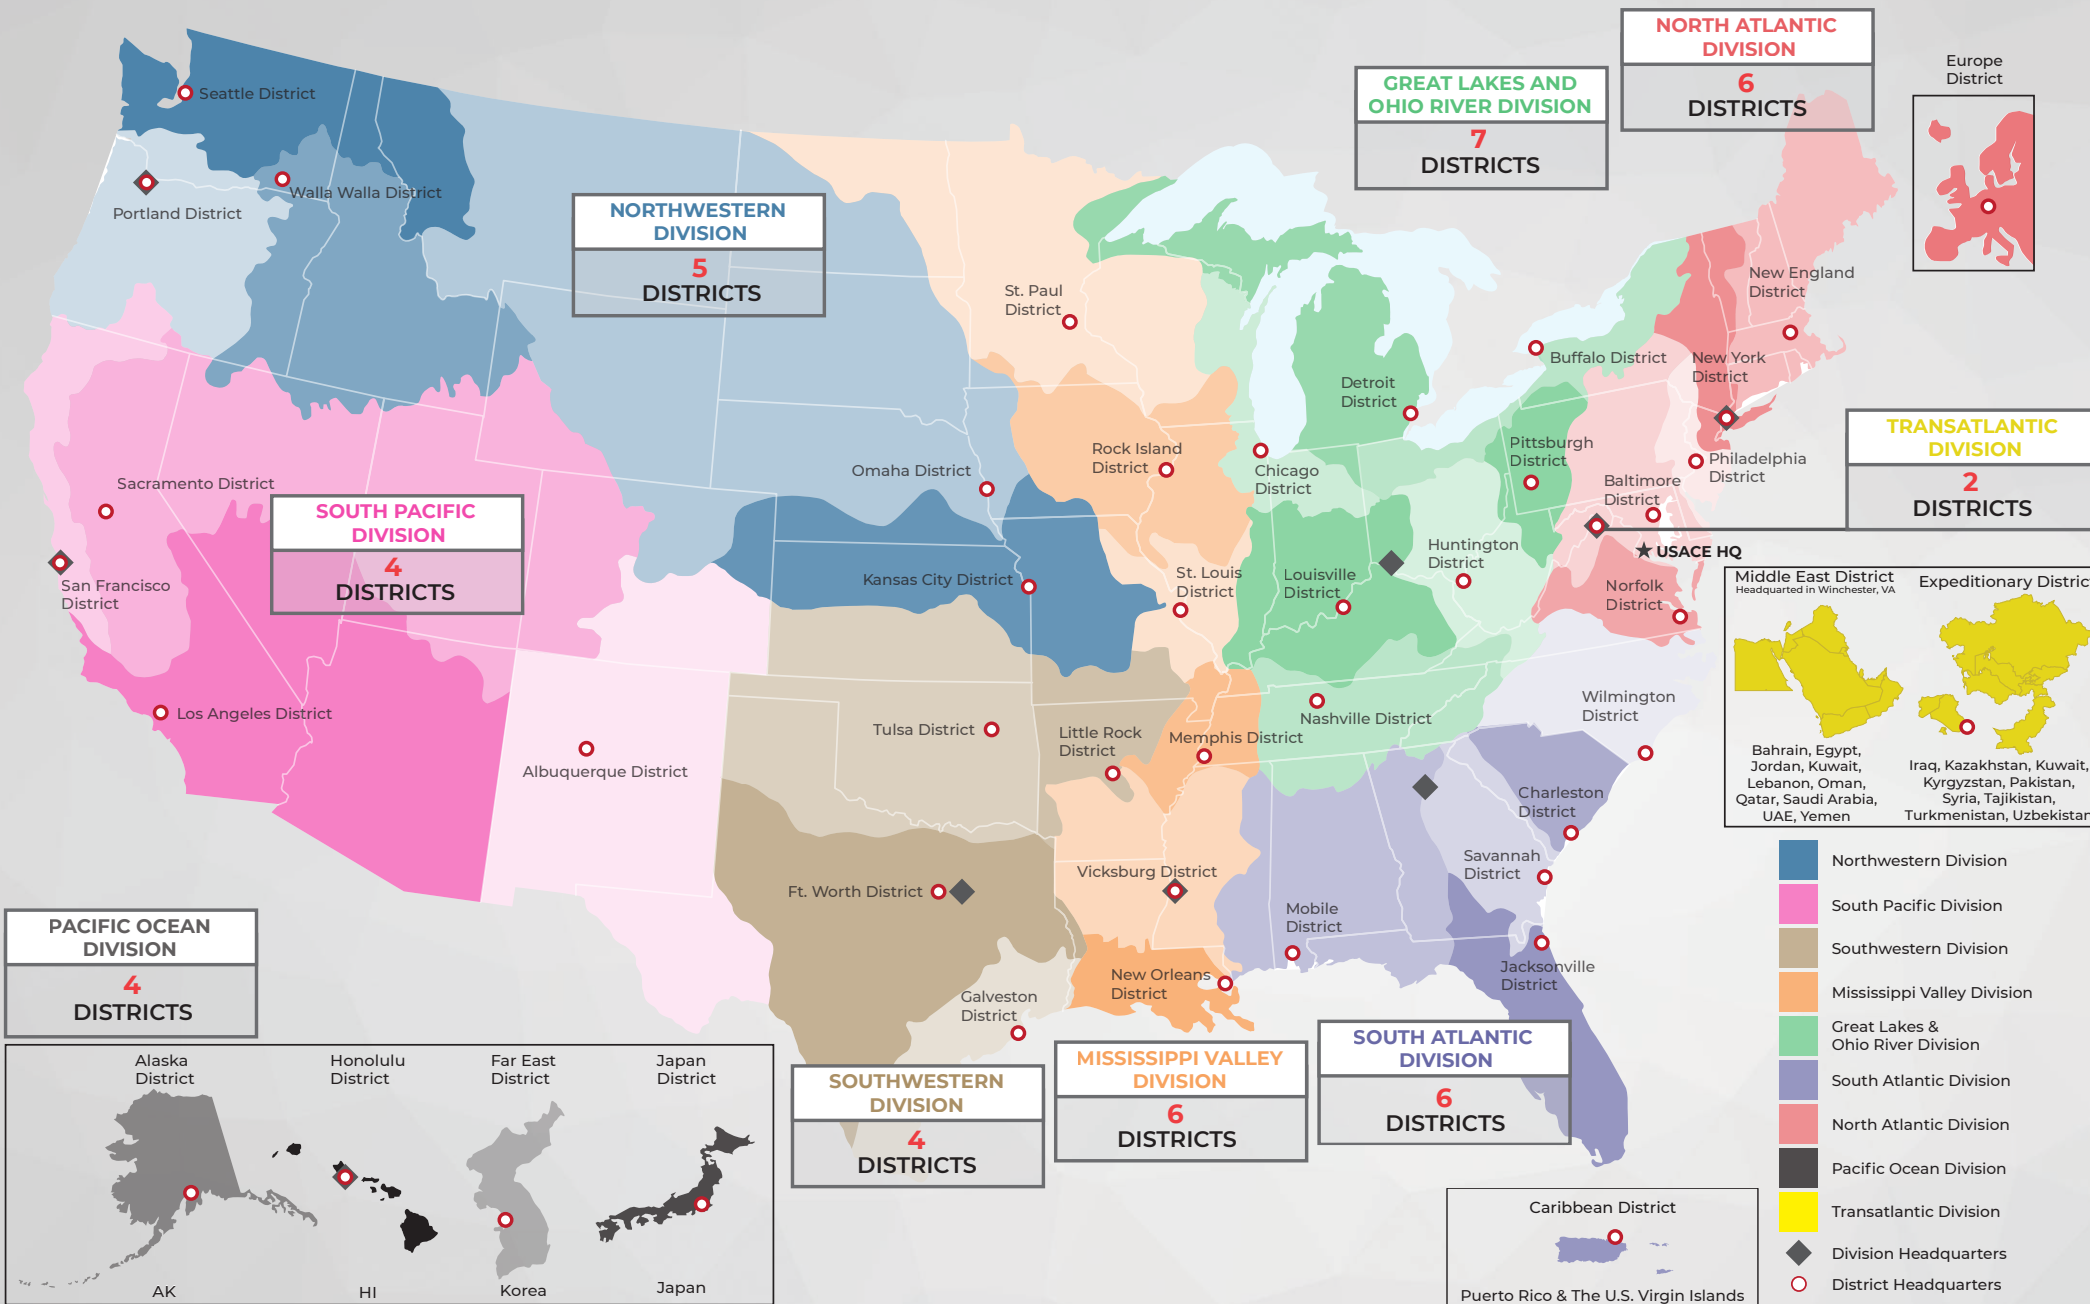 NORTH ATLANTIC
DIVISION
6
DISTRICTS
Europe
District
GREAT LAKES AND
OHIO RIVER DIVISION
7
DISTRICTS
Seattle District
Walla Walla District
Portland District
NORTHWESTERN
DIVISION
5
DISTRICTS
St. Paul
District
New England
District
Buffalo District
New York
District
Detroit
District
TRANSATLANTIC
DIVISION
2
DISTRICTS
Pittsburgh
District
Rock Island
District
Omaha District
Chicago
District
Philadelphia
District
Baltimore
District
Sacramento District
SOUTH PACIFIC
DIVISION
4
DISTRICTS
USACE HQ
Huntington
District
San Francisco
District
Kansas City District
St. Louis
District
Louisville
District
Norfolk
District
Middle East District
Headquarted in Winchester, VA
Bahrain, Egypt,
Jordan, Kuwait,
Lebanon, Oman,
Qatar, Saudi Arabia,
UAE, Yemen
Expeditionary District
Iraq, Kazakhstan, Kuwait,
Kyrgyzstan, Pakistan,
Syria, Tajikistan,
Turkmenistan, Uzbekistan
Los Angeles District
Albuquerque District
Tulsa District
Little Rock
District
Memphis District
Nashville District
Wilmington
District
Charleston
District
Savannah
District
Vicksburg District
Ft. Worth District
Mobile
District
Jacksonville
District
New Orleans
District
Galveston
District
PACIFIC OCEAN
DIVISION
4
DISTRICTS
Alaska
District
AK
Honolulu
District
HI
Far East
District
Korea
Japan
District
Japan
SOUTHWESTERN
DIVISION
4
DISTRICTS
MISSISSIPPI VALLEY
DIVISION
6
DISTRICTS
SOUTH ATLANTIC
DIVISION
6
DISTRICTS
Caribbean District
Puerto Rico & The U.S. Virgin Islands
Northwestern Division
South Pacific Division
Southwestern Division
Mississippi Valley Division
Great Lakes &
Ohio River Division
South Atlantic Division
North Atlantic Division
Pacific Ocean Division
Transatlantic Division
Division Headquarters
District Headquarters